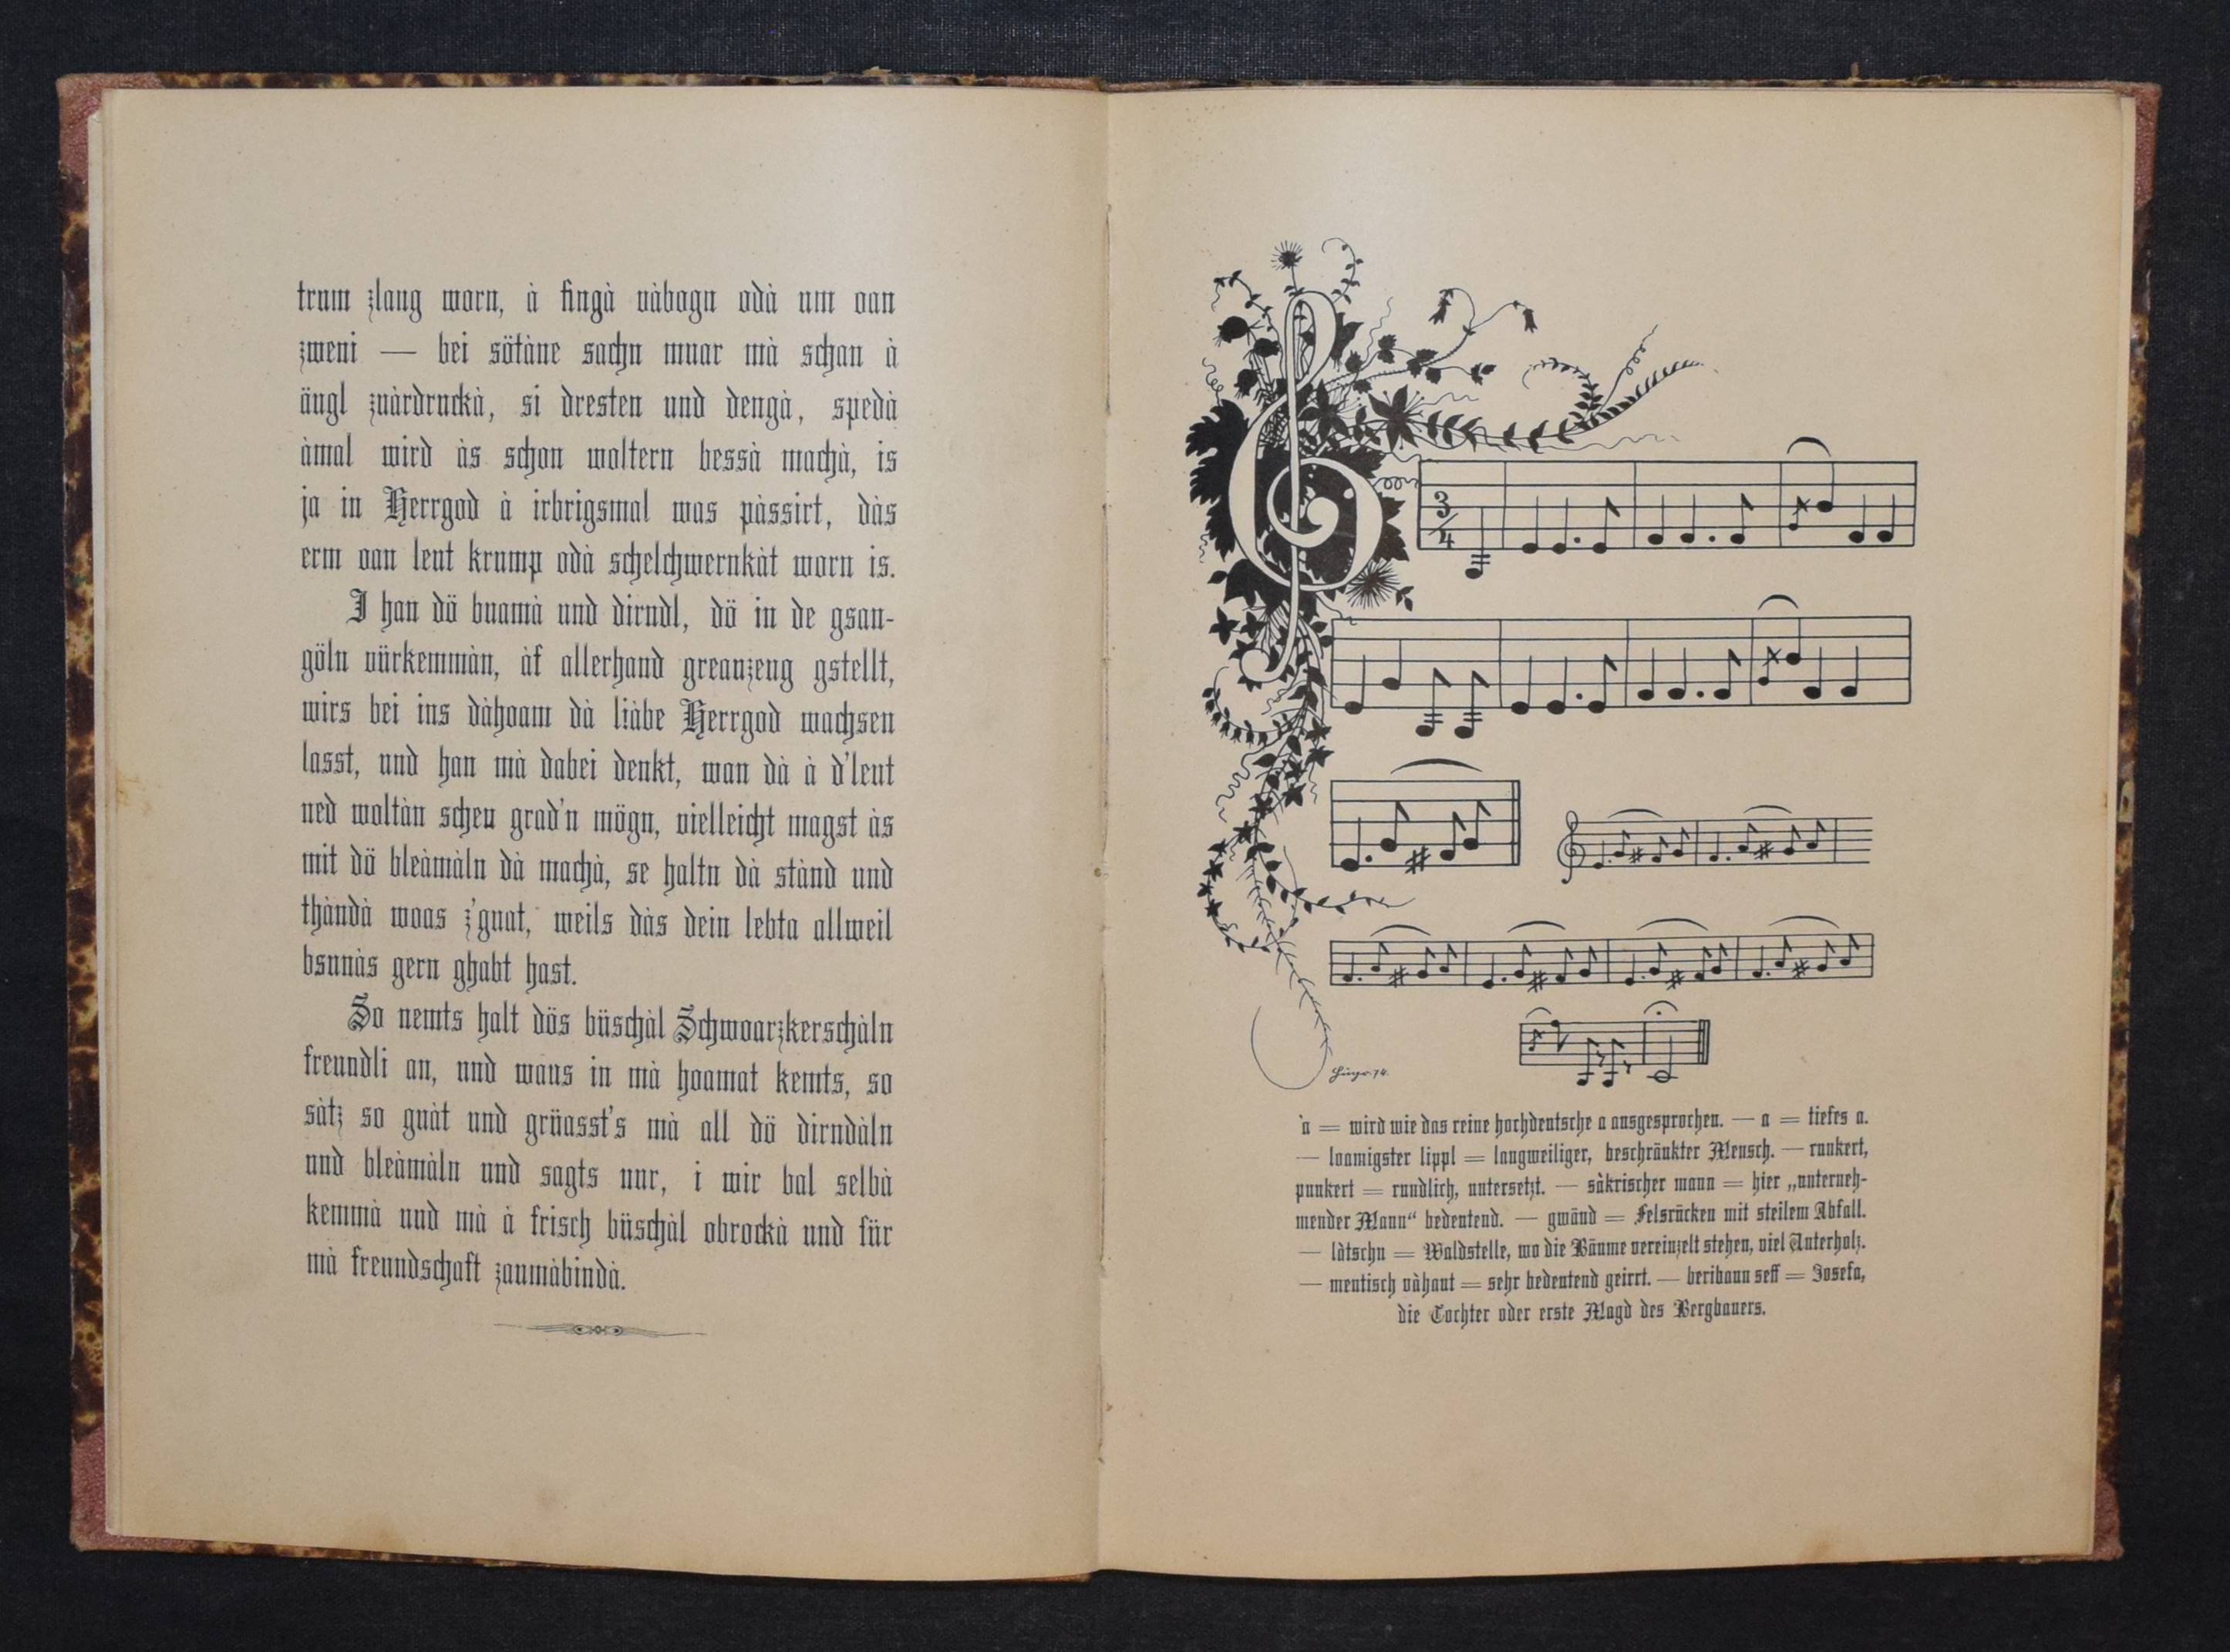 trum zlang worn, à fingà vàbogn odà um oan
zweni — bei sötàne sachn muar mà schan à
ängl zuàrdruckà, si dresten und dengà, spedà
àmal wird às schon woltern bessà machà, is
ja in Herrgod à irbrigsmal was pàssirt, dàs
erm oan leut krump odà schelchwernkàt worn is.
I han dö buamà und dirndl, dö in de gsan-
göln vürkemmàn, àf allerhand greanzeug gstellt,
wirs bei ins dàhoam dà liàbe Herrgod wachsen
lasst, und han mà dabei denkt, wan dà à d'leut
ned woltàn scheu grad'n mögn, vielleicht magst às
mit dö bleàmàln dà machà, se haltn dà stànd und
thàndà woas z'guat, weils dàs dein lebta allweil
bsunàs gern ghabt hast.
So nemts halt dös büschàl Schwoarzkerschàln
freundli an, und wans in mà hoamat kemts, so
sàtz so guàt und grüasst's mà all dö dirndàln
und bleàmàln und sagts nur, i wir bal selbà
kemmà und mà à frisch büschàl obrockà und für
mà freundschaft zaumàbindà.
3/4
74.
'a = wird wie das reine hochdeutsche a ausgesprochen. — a = tiefes a.
— loamigster lippl = langweiliger, beschränkter Mensch. — runkert,
punkert = rundlich, untersetzt. — sàkrischer mann = hier „unterneh-
mender Mann“ bedeutend. — gwänd = Felsrücken mit steilem Abfall.
— làtschn = Waldstelle, wo die Bäume vereinzelt stehen, viel Unterholz.
— mentisch vàhaut = sehr bedeutend geirrt. — beribaun seff = Josefa,
die Tochter oder erste Magd des Bergbauers.